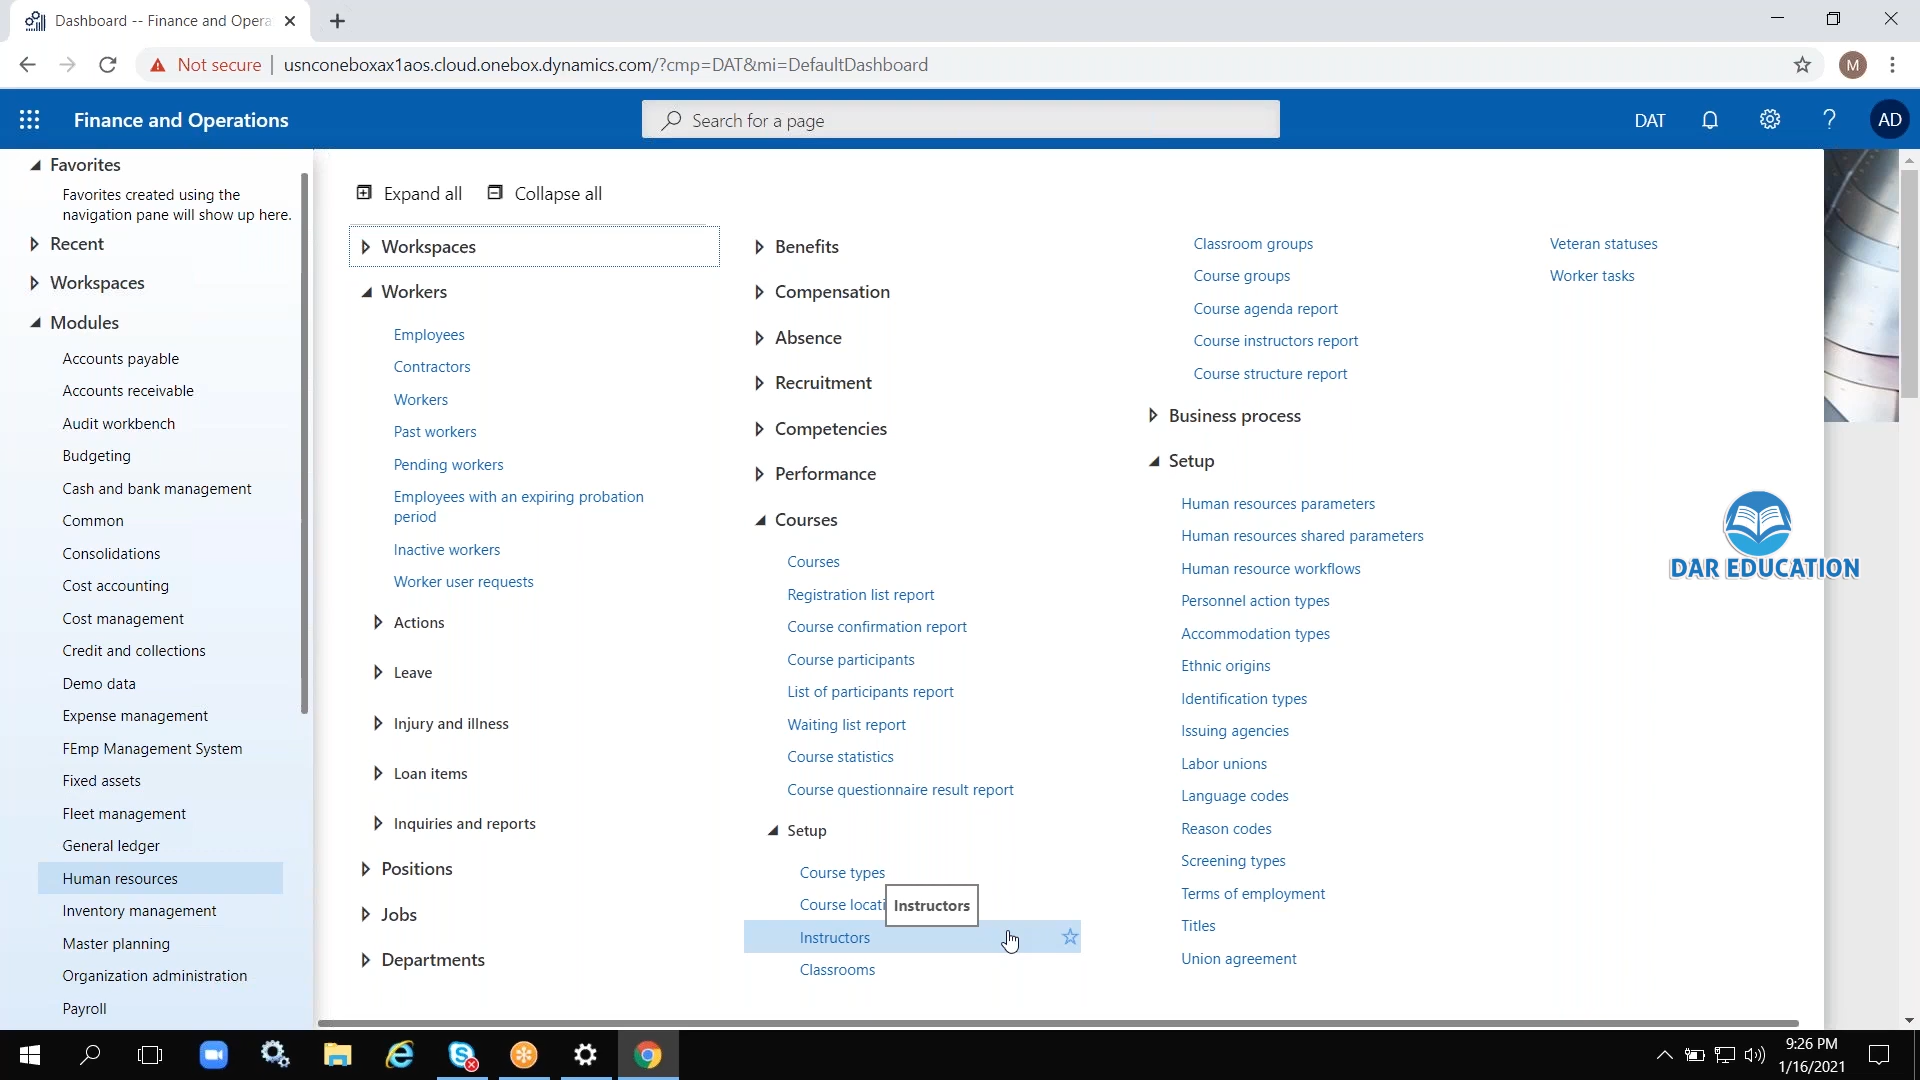 Dashboard -- Finance and Opera
Not secure
usnconeboxax1aos.cloud.onebox.dynamics.com/?cmp=DAT&mi=DefaultDashboard
M
Finance and Operations
Search for a page
DAT
?
AD
Favorites
Favorites created using the
navigation pane will show up here.
Recent
Workspaces
Modules
Accounts payable
Accounts receivable
Audit workbench
Budgeting
Cash and bank management
Common
Consolidations
Cost accounting
Cost management
Credit and collections
Demo data
Expense management
FEmp Management System
Fixed assets
Fleet management
General ledger
Human resources
Inventory management
Master planning
Organization administration
Payroll
Expand all
Collapse all
Workspaces
Workers
Employees
Contractors
Workers
Past workers
Pending workers
Employees with an expiring probation
period
Inactive workers
Worker user requests
Actions
Leave
Injury and illness
Loan items
Inquiries and reports
Positions
Jobs
Departments
Benefits
Compensation
Absence
Recruitment
Competencies
Performance
Courses
Courses
Registration list report
Course confirmation report
Course participants
List of participants report
Waiting list report
Course statistics
Course questionnaire result report
Setup
Course types
Course locati
Instructors
Instructors
Classrooms
Classroom groups
Course groups
Course agenda report
Course instructors report
Course structure report
Business process
Setup
Human resources parameters
Human resources shared parameters
Human resource workflows
Personnel action types
Accommodation types
Ethnic origins
Identification types
Issuing agencies
Labor unions
Language codes
Reason codes
Screening types
Terms of employment
Titles
Union agreement
Veteran statuses
Worker tasks
DAR EDUCATION
9:26 PM
1/16/2021